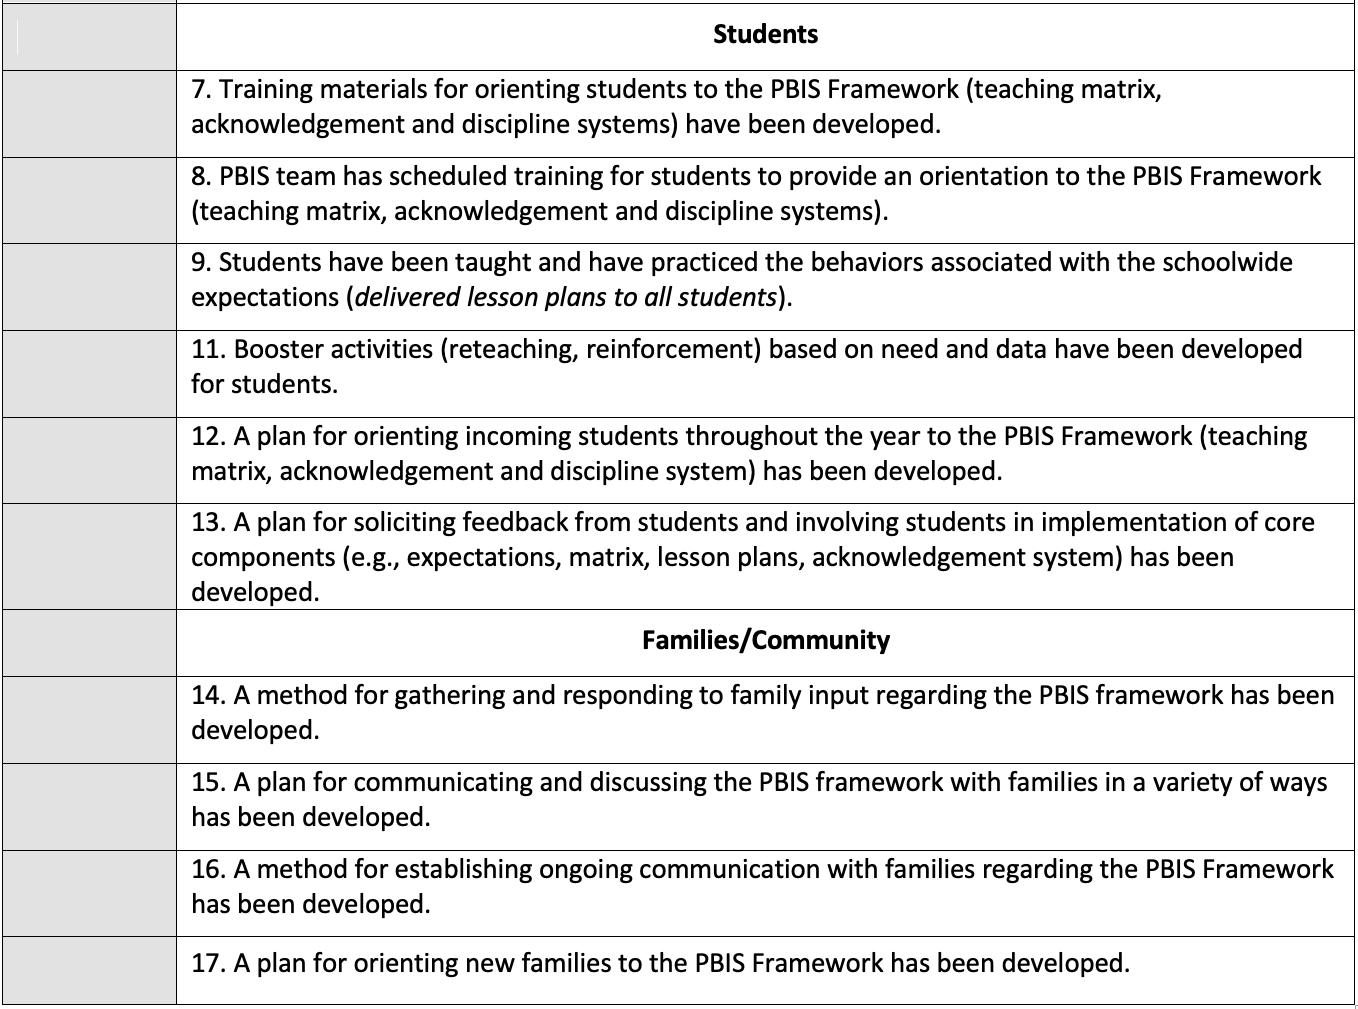 Students
7. Training materials for orienting students to the PBIS Framework (teaching matrix,
acknowledgement and discipline systems) have been developed.
8. PBIS team has scheduled training for students to provide an orientation to the PBIS Framework
(teaching matrix, acknowledgement and discipline systems).
9. Students have been taught and have practiced the behaviors associated with the schoolwide
expectations (delivered lesson plans to all students).
11. Booster activities (reteaching, reinforcement) based on need and data have been developed
for students.
12. A plan for orienting incoming students throughout the year to the PBIS Framework (teaching
matrix, acknowledgement and discipline system) has been developed.
13. A plan for soliciting feedback from students and involving students in implementation of core
components (e.g., expectations, matrix, lesson plans, acknowledgement system) has been
developed.
Families/Community
14. A method for gathering and responding to family input regarding the PBIS framework has been
developed.
15. A plan for communicating and discussing the PBIS framework with families in a variety of ways
has been developed.
16. A method for establishing ongoing communication with families regarding the PBIS Framework
has been developed.
17. A plan for orienting new families to the PBIS Framework has been developed.